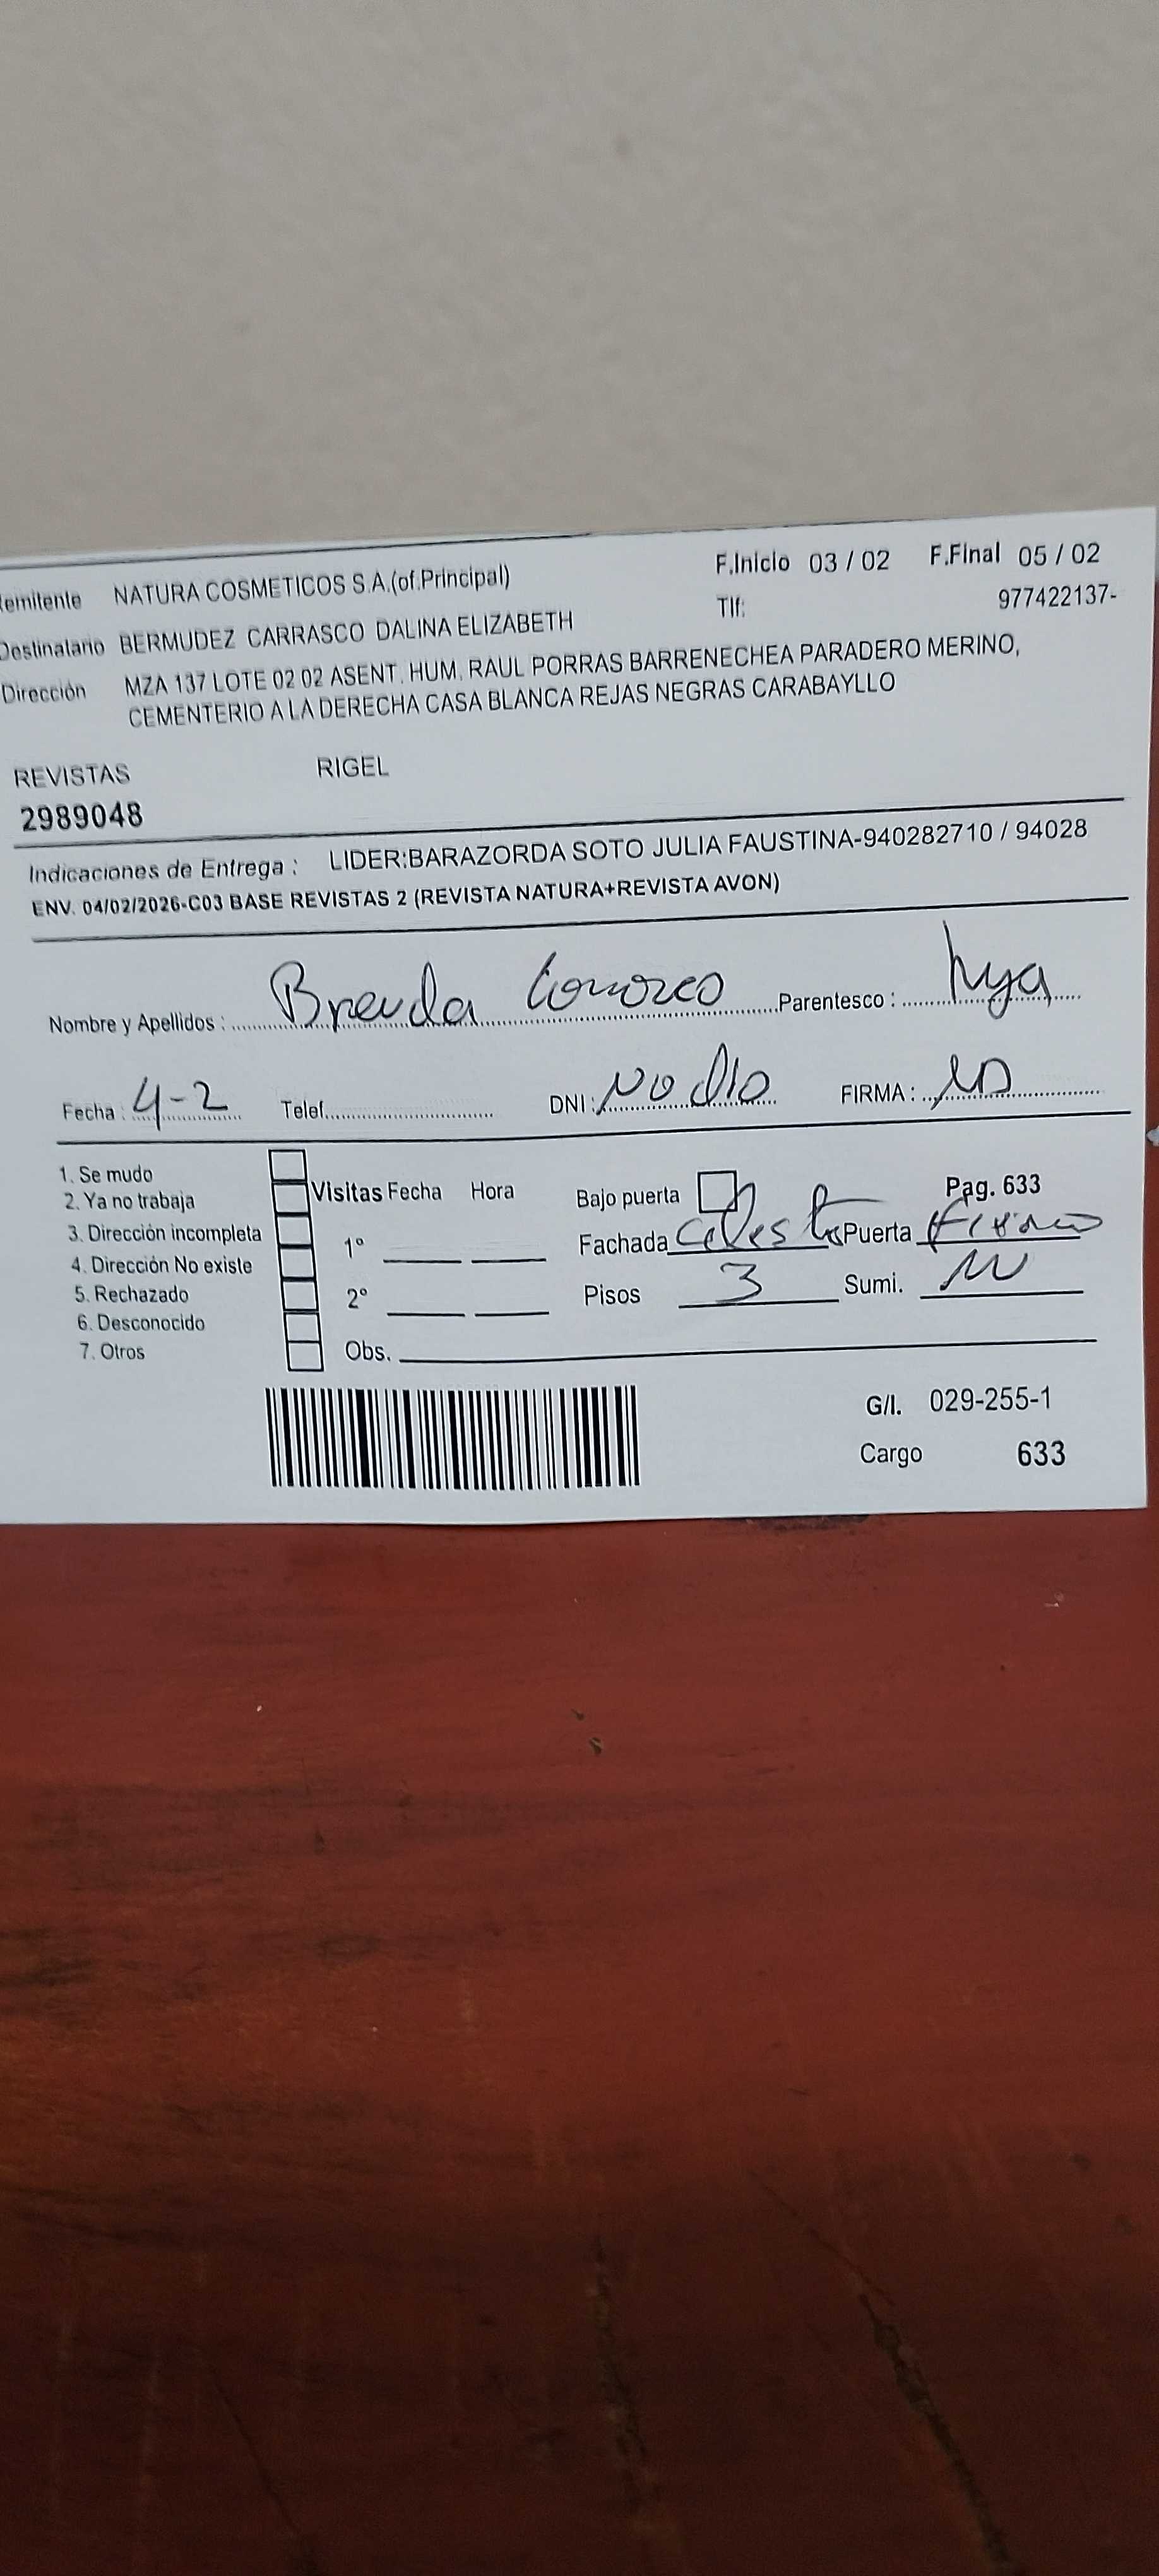 Remitente NATURA COSMETICOS S.A.(of.Principal) F.Inicio 03 / 02 F.Final 05 / 02
Destinatario BERMUDEZ CARRASCO DALINA ELIZABETH Tlf: 977422137-
Dirección MZA 137 LOTE 02 02 ASENT. HUM. RAUL PORRAS BARRENECHEA PARADERO MERINO,
CEMENTERIO A LA DERECHA CASA BLANCA REJAS NEGRAS CARABAYLLO
REVISTAS RIGEL
2989048
Indicaciones de Entrega : LIDER:BARAZORDA SOTO JULIA FAUSTINA-940282710 / 94028
ENV. 04/02/2026-C03 BASE REVISTAS 2 (REVISTA NATURA+REVISTA AVON)
Nombre y Apellidos : Brenda Parentesco : hija
Fecha : 4-2 Telef. DNI : No dio FIRMA :
1. Se mudo
2. Ya no trabaja Visitas Fecha Hora Bajo puerta Pag. 633
3. Dirección incompleta 1° Fachada Celeste Puerta Fierro
4. Dirección No existe
5. Rechazado 2° Pisos 3 Sumi.
6. Desconocido
7. Otros Obs.
G/I. 029-255-1
Cargo 633